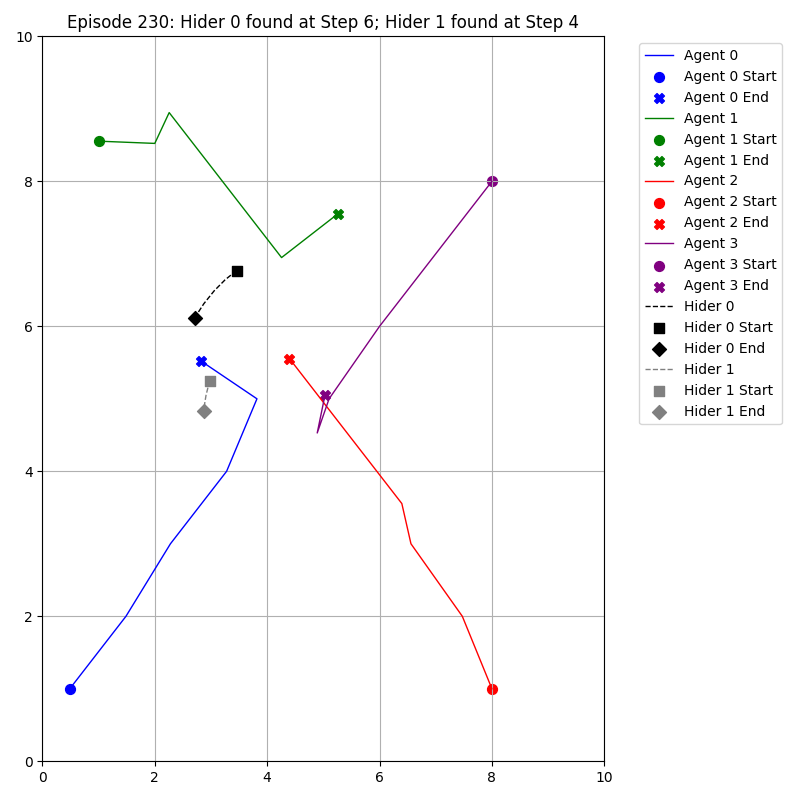 Episode 230: Hider 0 found at Step 6; Hider 1 found at Step 4
10
8
6
4
2
0
0 2 4 6 8 10
Agent 0
Agent 0 Start
Agent 0 End
Agent 1
Agent 1 Start
Agent 1 End
Agent 2
Agent 2 Start
Agent 2 End
Agent 3
Agent 3 Start
Agent 3 End
Hider 0
Hider 0 Start
Hider 0 End
Hider 1
Hider 1 Start
Hider 1 End